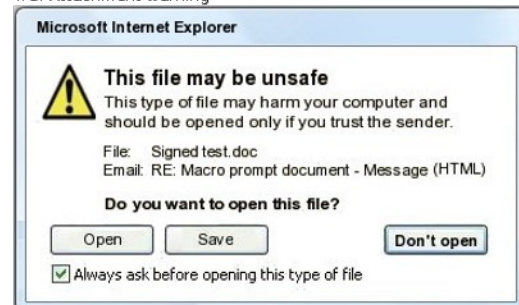 Microsoft Internet Explorer
This file may be unsafe
This type of file may harm your computer and
should be opened only if you trust the sender.
File: Signed test.doc
Email: RE: Macro prompt document - Message (HTML)
Do you want to open this file?
Open Save Don't open
Always ask before opening this type of file